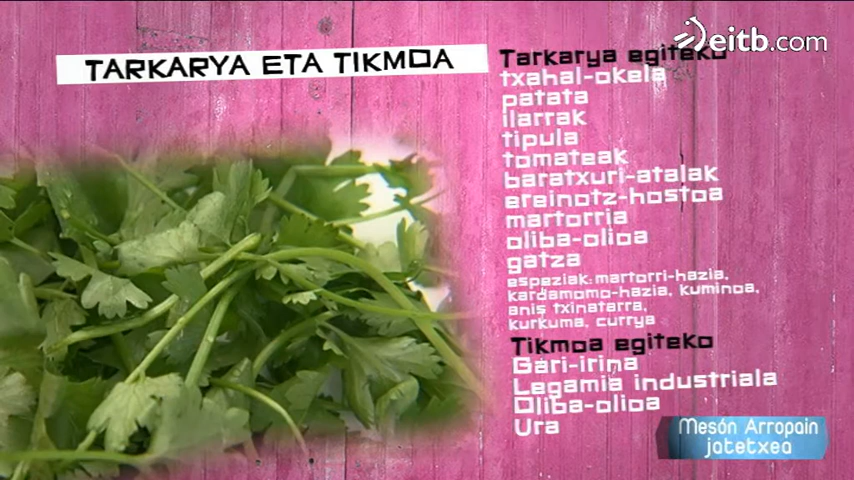 eitb.com
TARKARYA ETA TIKMOA
Tarkarya egiteko
txahal-okela
patata
ilarrak
tipula
tomateak
baratxuri-atalak
ereinotz-hostoa
martorria
oliba-olioa
gatza
espeziak: martorri-hazia,
kardamomo-hazia, kuminoa,
anis txinatarra,
kurkuma, currya
Tikmoa egiteko
Gari-irina
Legamia industriala
Oliba-olioa
Ura
Mesón Arropain
jatetxea